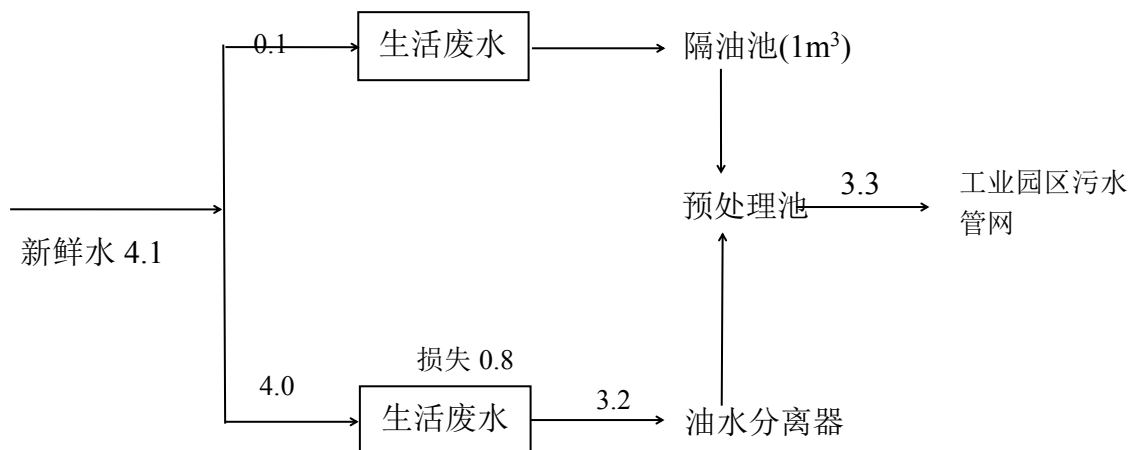 0.1
生活废水
隔油池(1m³)
新鲜水 4.1
预处理池
3.3
工业园区污水
管网
损失 0.8
4.0
生活废水
3.2
油水分离器